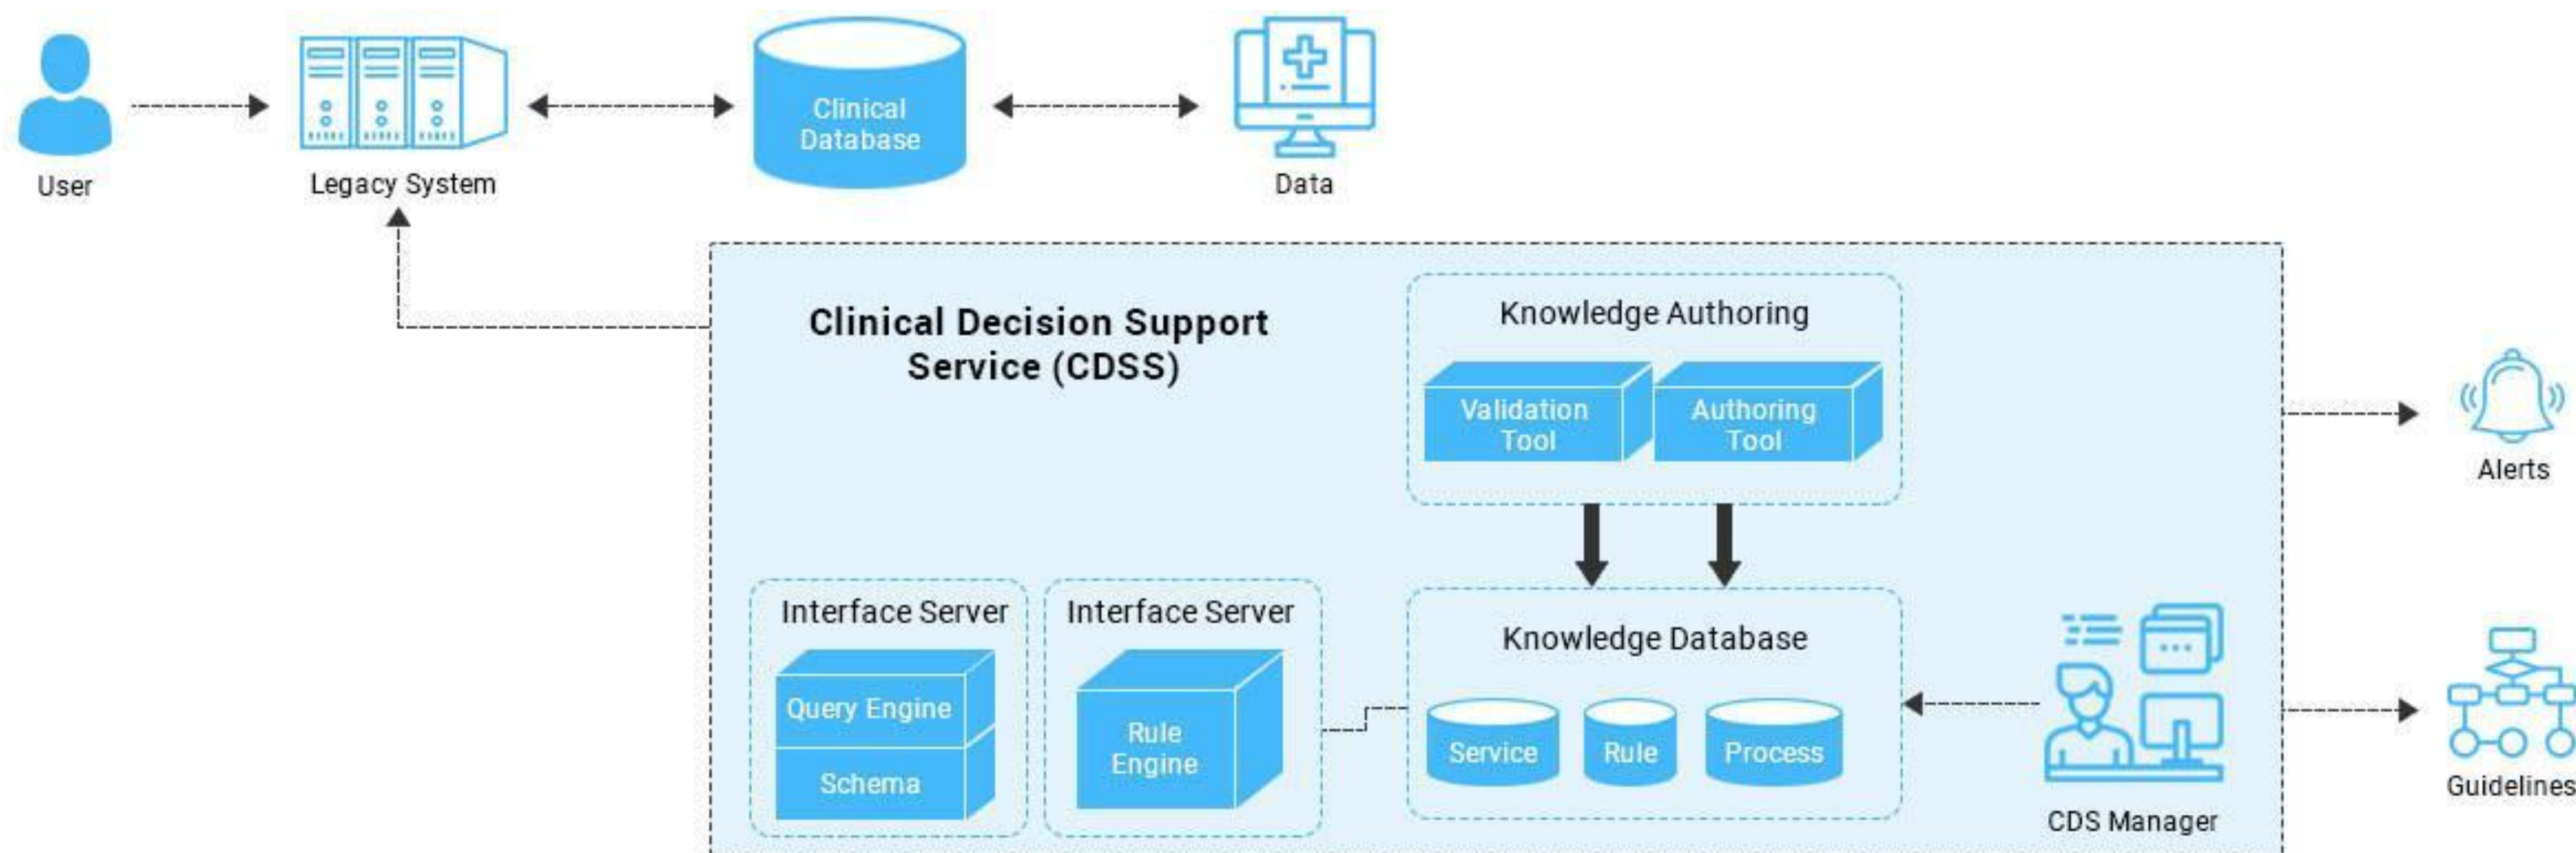 Clinical
Database
User
Legacy System
Data
Clinical Decision Support
Service (CDSS)
Knowledge Authoring
Validation
Tool
Authoring
Tool
Alerts
Interface Server
Query Engine
Schema
Interface Server
Rule
Engine
Knowledge Database
Service
Rule
Process
CDS Manager
Guidelines